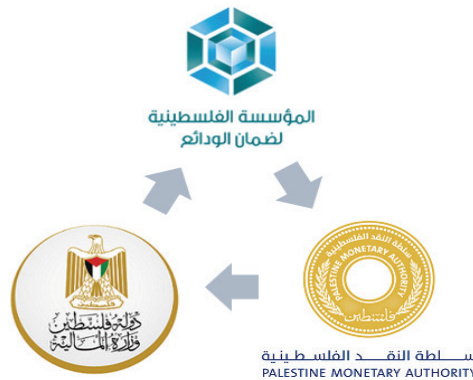 المؤسسة الفلسطينية
لضمان الودائع
دولة فلسطين
وزارة المالية
سلطة النقد الفلسطينية
PALESTINE MONETARY AUTHORITY
فلسطين
سلطة النقد الفلسطينية
PALESTINE MONETARY AUTHORITY